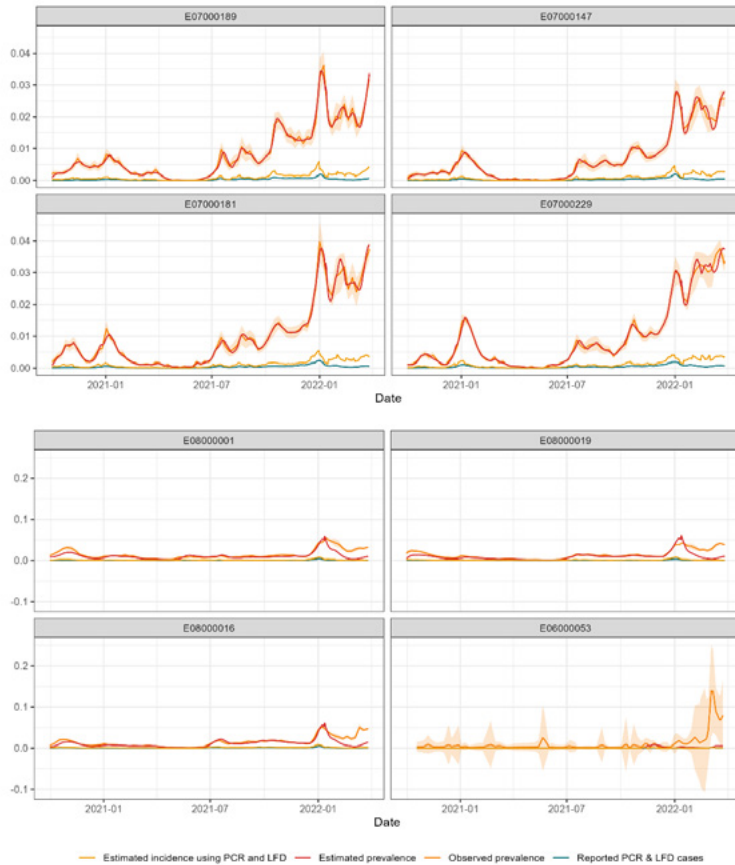 E07000189 E07000147
0.04
0.03
0.02
0.01
0.00
E07000181 E07000229
0.04
0.03
0.02
0.01
0.00
2021-01 2021-07 2022-01 2021-01 2021-07 2022-01
Date
E08000001 E08000019
0.2
0.1
0.0
-0.1
E08000016 E06000053
0.2
0.1
0.0
-0.1
2021-01 2021-07 2022-01 2021-01 2021-07 2022-01
Date
Estimated incidence using PCR and LFD Estimated prevalence Observed prevalence Reported PCR & LFD cases